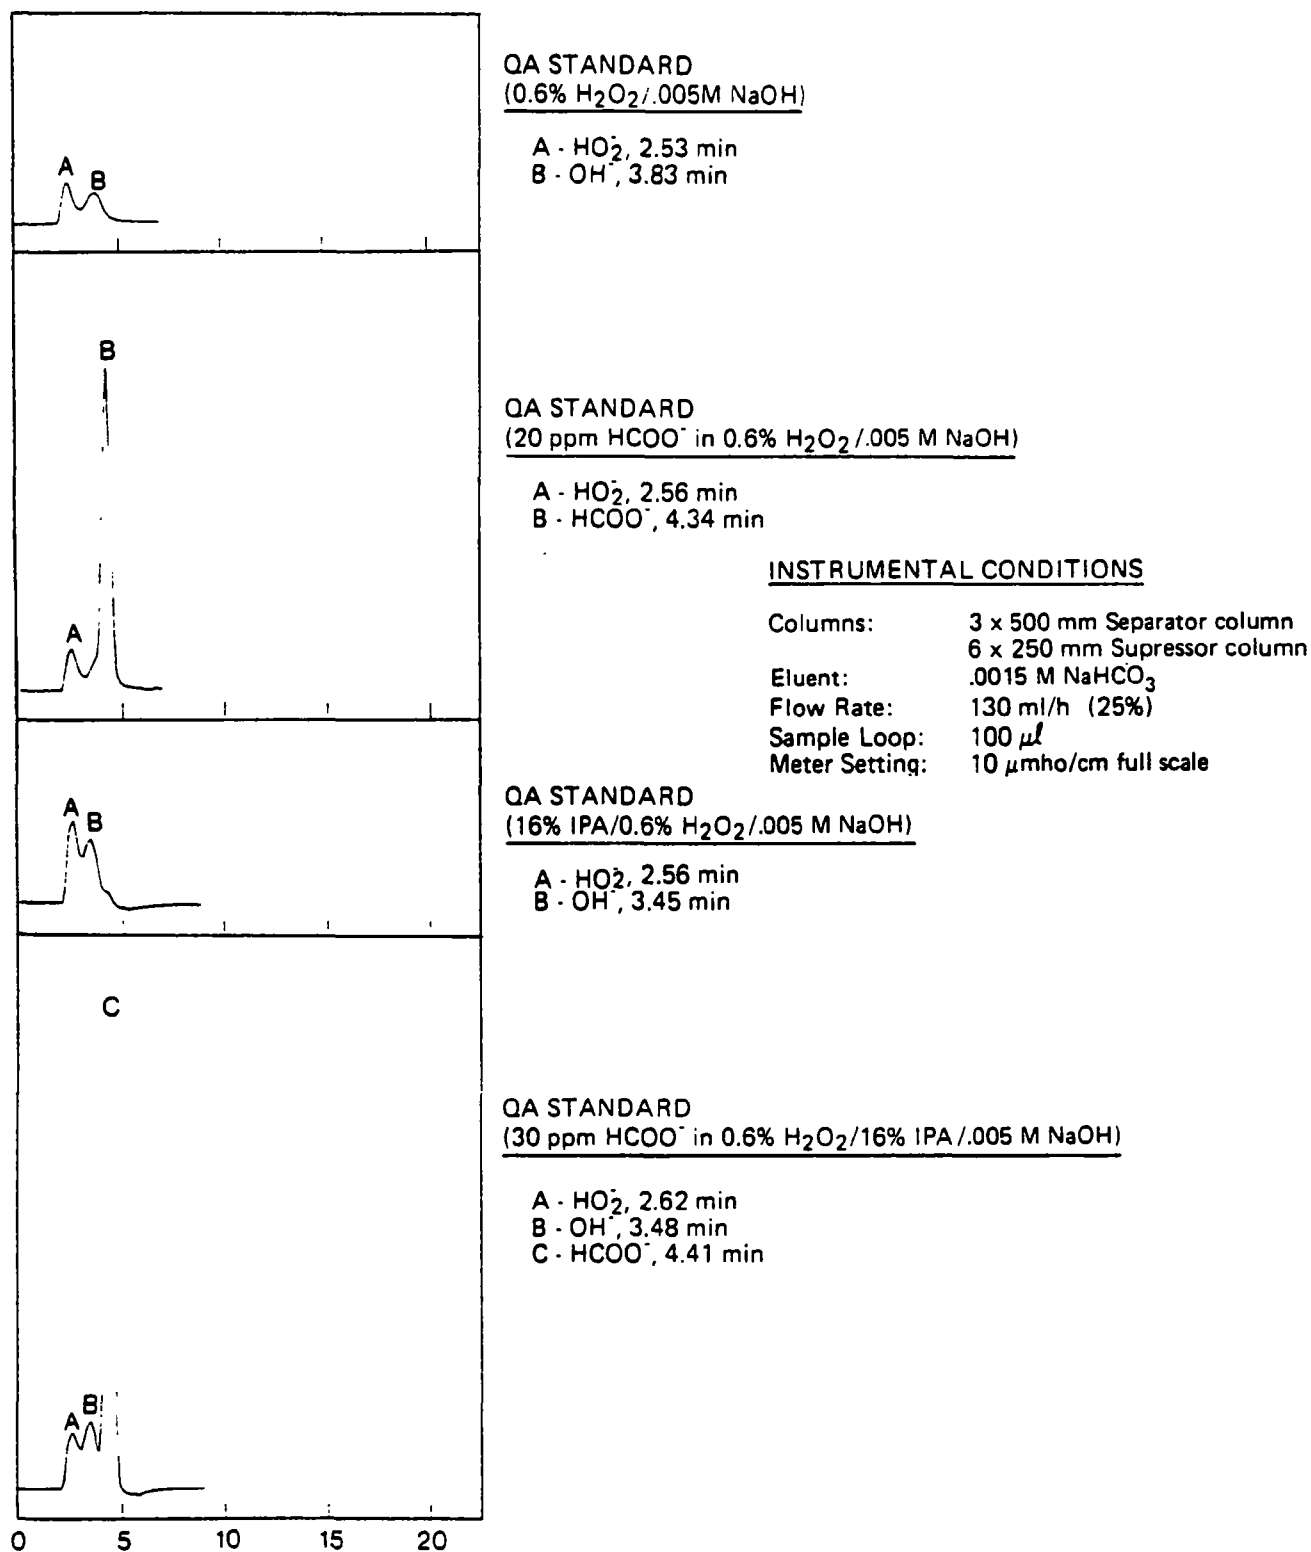 QA STANDARD
(0.6% H₂O₂/.005M NaOH)
A - HO₂⁻, 2.53 min
B - OH⁻, 3.83 min
A
B
B
QA STANDARD
(20 ppm HCOO⁻ in 0.6% H₂O₂/.005 M NaOH)
A - HO₂⁻, 2.56 min
B - HCOO⁻, 4.34 min
A
INSTRUMENTAL CONDITIONS
Columns: 3 x 500 mm Separator column
6 x 250 mm Supressor column
Eluent: .0015 M NaHCO₃
Flow Rate: 130 ml/h (25%)
Sample Loop: 100 µl
Meter Setting: 10 µmho/cm full scale
A
B
QA STANDARD
(16% IPA/0.6% H₂O₂/.005 M NaOH)
A - HO₂⁻, 2.56 min
B - OH⁻, 3.45 min
C
QA STANDARD
(30 ppm HCOO⁻ in 0.6% H₂O₂/16% IPA/.005 M NaOH)
A - HO₂⁻, 2.62 min
B - OH⁻, 3.48 min
C - HCOO⁻, 4.41 min
A
B
0 5 10 15 20